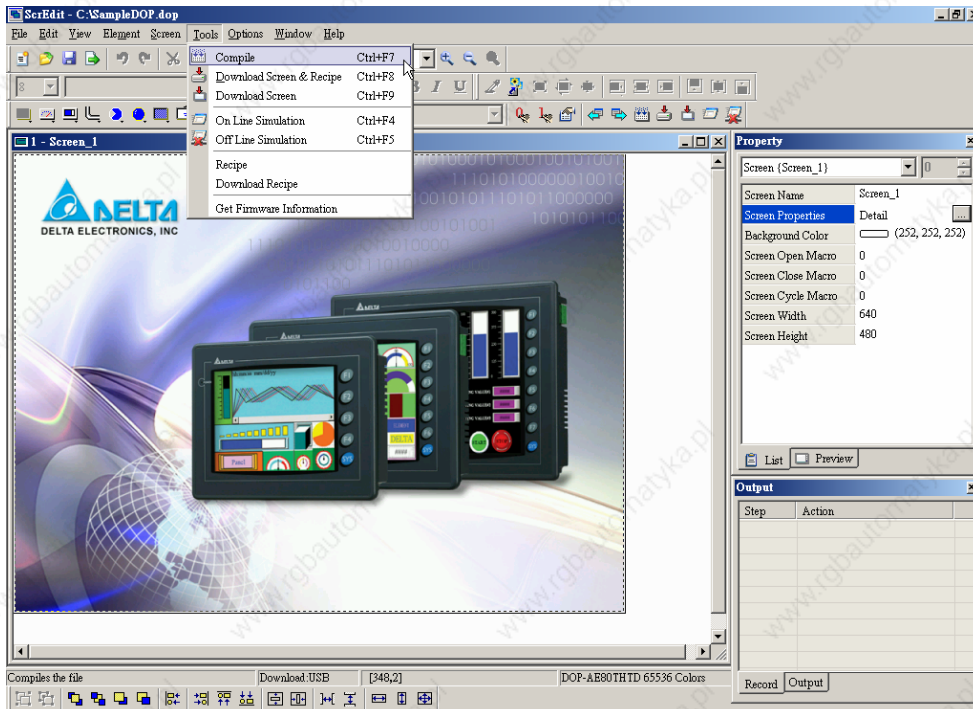 ScrEdit - C:\SampleDOP.dop
File Edit View Element Screen Tools Options Window Help
Compile Ctrl+F7
Download Screen & Recipe Ctrl+F8
Download Screen Ctrl+F9
On Line Simulation Ctrl+F4
Off Line Simulation Ctrl+F5
Recipe
Download Recipe
Get Firmware Information
8
I U
1 - Screen_1
DELTA
DELTA ELECTRONICS, INC
Property
Screen {Screen_1}
0
Screen Name Screen_1
Screen Properties Detail ...
Background Color (252, 252, 252)
Screen Open Macro 0
Screen Close Macro 0
Screen Cycle Macro 0
Screen Width 640
Screen Height 480
List Preview
Output
Step Action
Record Output
Compiles the file Download:USB [348,2] DOP-AE80THTD 65536 Colors
www.rgbautomatyka.pl